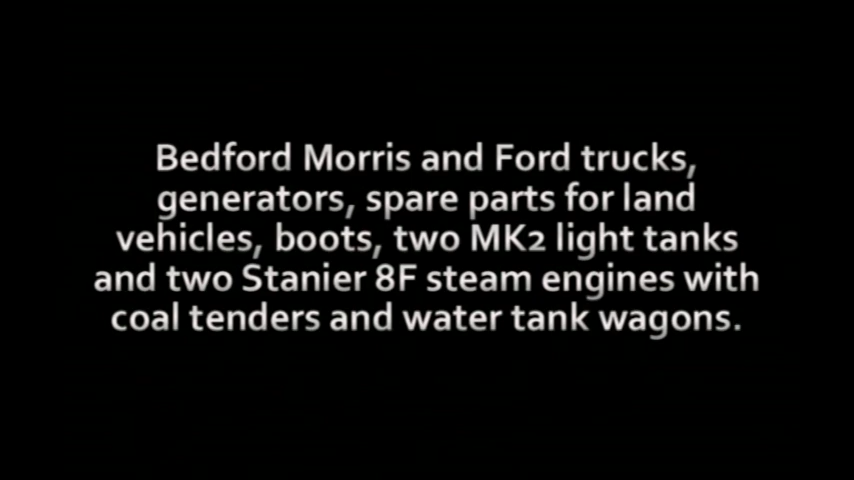 Bedford Morris and Ford trucks,
generators, spare parts for land
vehicles, boots, two MK2 light tanks
and two Stanier 8F steam engines with
coal tenders and water tank wagons.